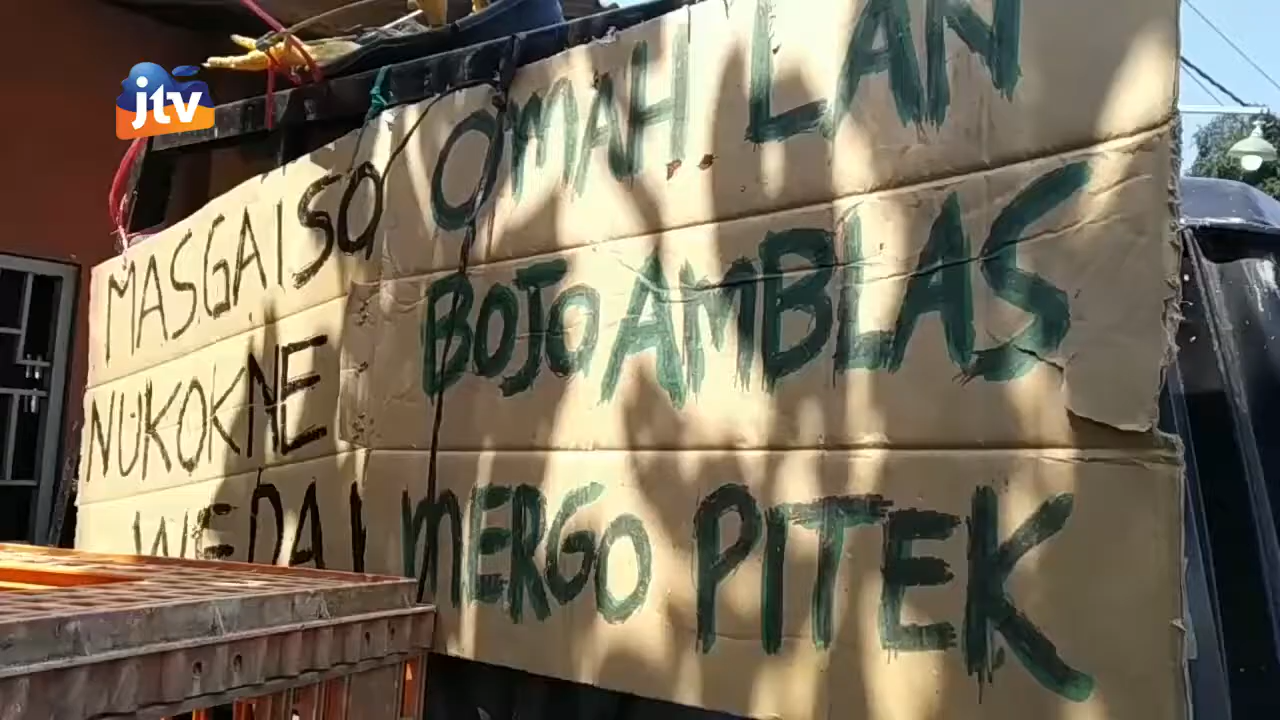 jtv
MASGAISO
NUKOKNE
WEDAI
OMAH LAN
BOJO AMBLAS
MERGO PITEK